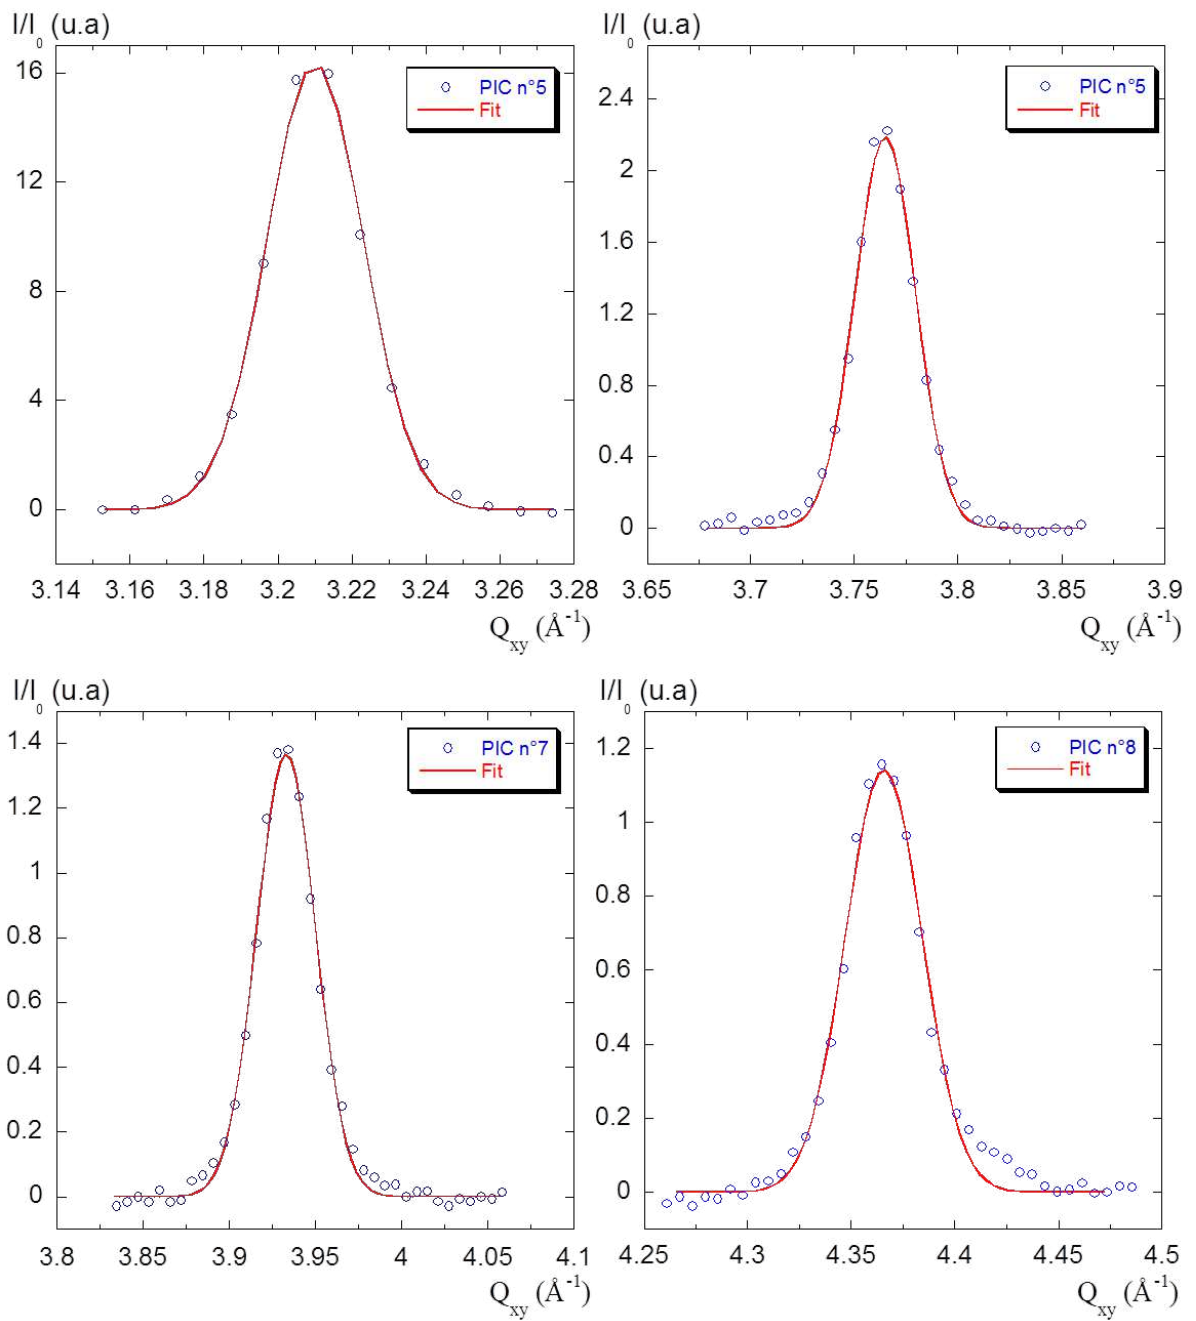 I/I0 (u.a)
PIC n°5
Fit
16
12
8
4
0
3.14 3.16 3.18 3.2 3.22 3.24 3.26 3.28
Qxy (Å-1)
I/I0 (u.a)
PIC n°5
Fit
2.4
2
1.6
1.2
0.8
0.4
0
3.65 3.7 3.75 3.8 3.85 3.9
Qxy (Å-1)
I/I0 (u.a)
PIC n°7
Fit
1.4
1.2
1
0.8
0.6
0.4
0.2
0
3.8 3.85 3.9 3.95 4 4.05 4.1
Qxy (Å-1)
I/I0 (u.a)
PIC n°8
Fit
1.2
1
0.8
0.6
0.4
0.2
0
4.25 4.3 4.35 4.4 4.45 4.5
Qxy (Å-1)